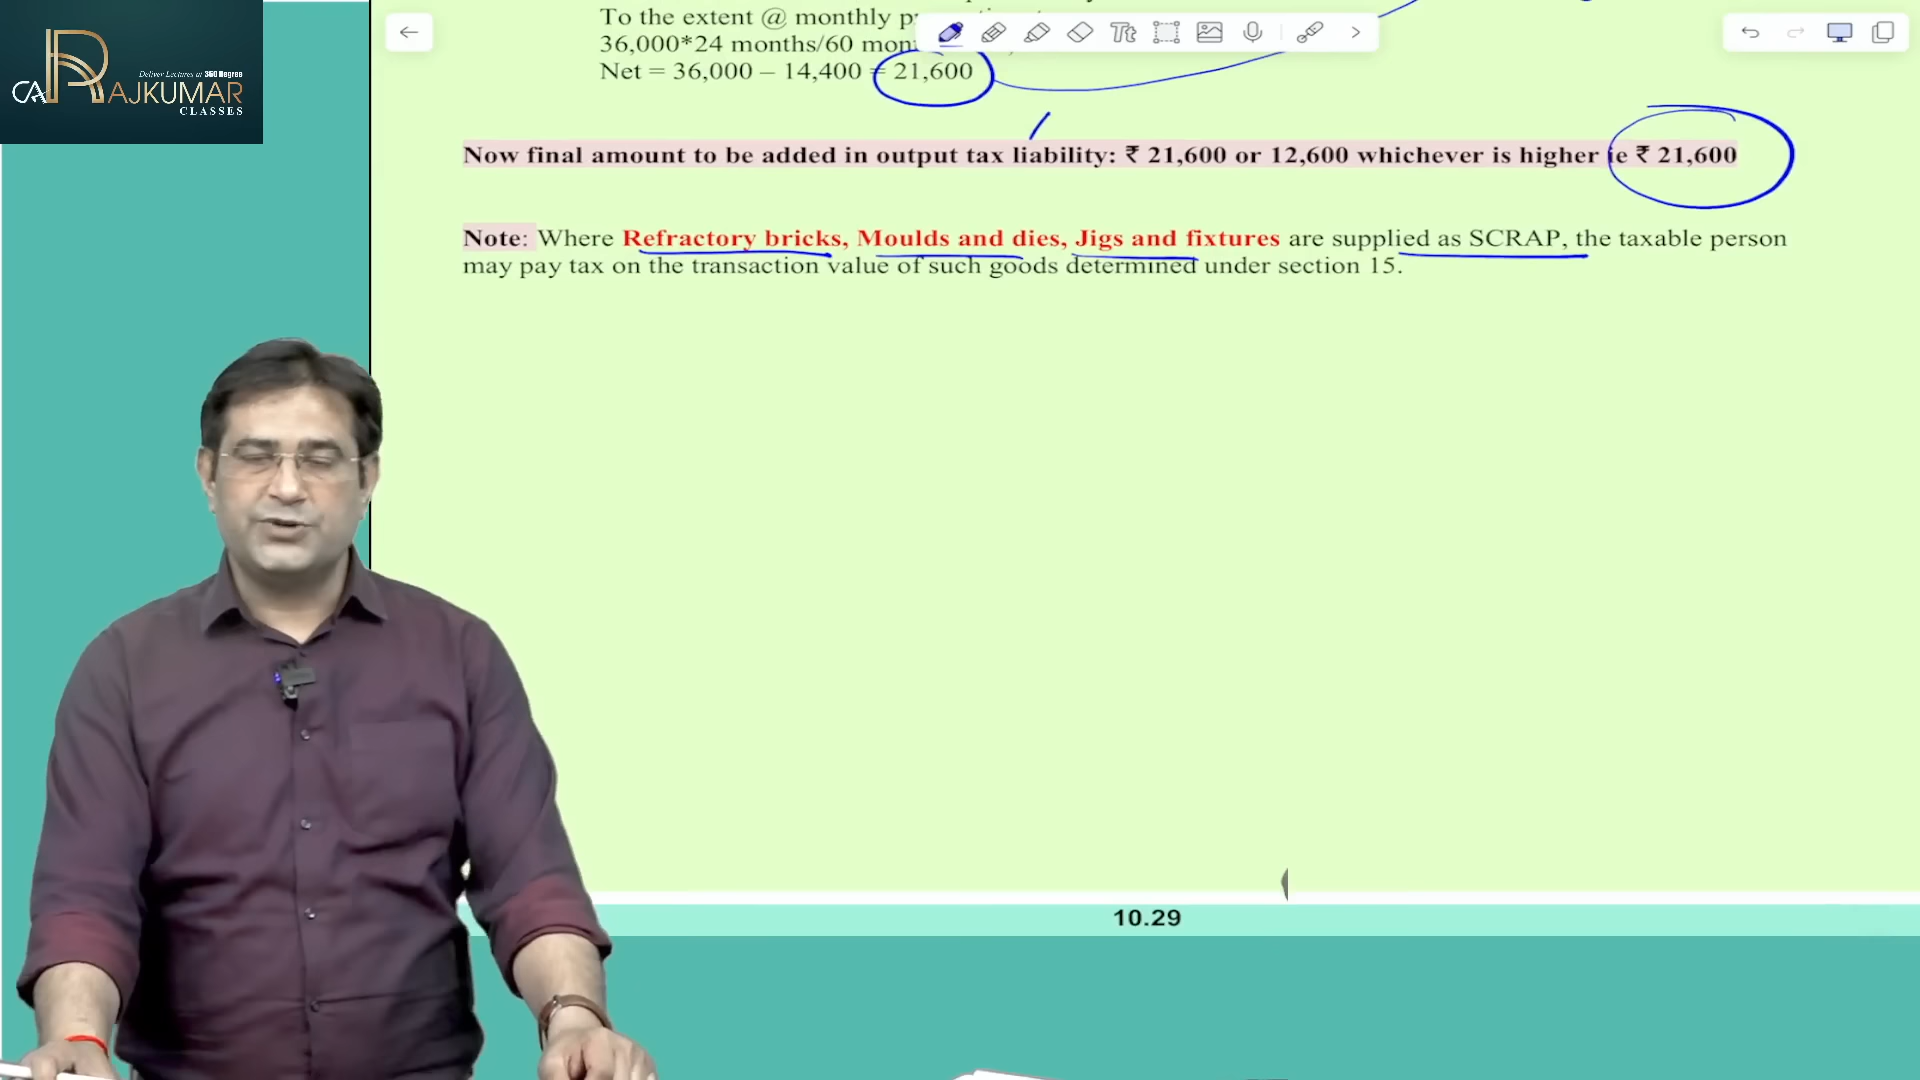 Deliver Lectures at 360 Degree
CA RAJKUMAR
CLASSES
To the extent @ monthly
36,000*24 months/60
Net = 36,000 – 14,400 = 21,600
Tt
Now final amount to be added in output tax liability: ₹ 21,600 or 12,600 whichever is higher ie ₹ 21,600
Note: Where Refractory bricks, Moulds and dies, Jigs and fixtures are supplied as SCRAP, the taxable person
may pay tax on the transaction value of such goods determined under section 15.
10.29